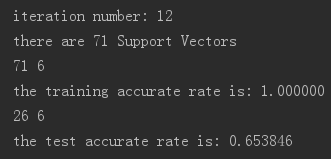 iteration number: 12
there are 71 Support Vectors
71 6
the training accurate rate is: 1.000000
26 6
the test accurate rate is: 0.653846